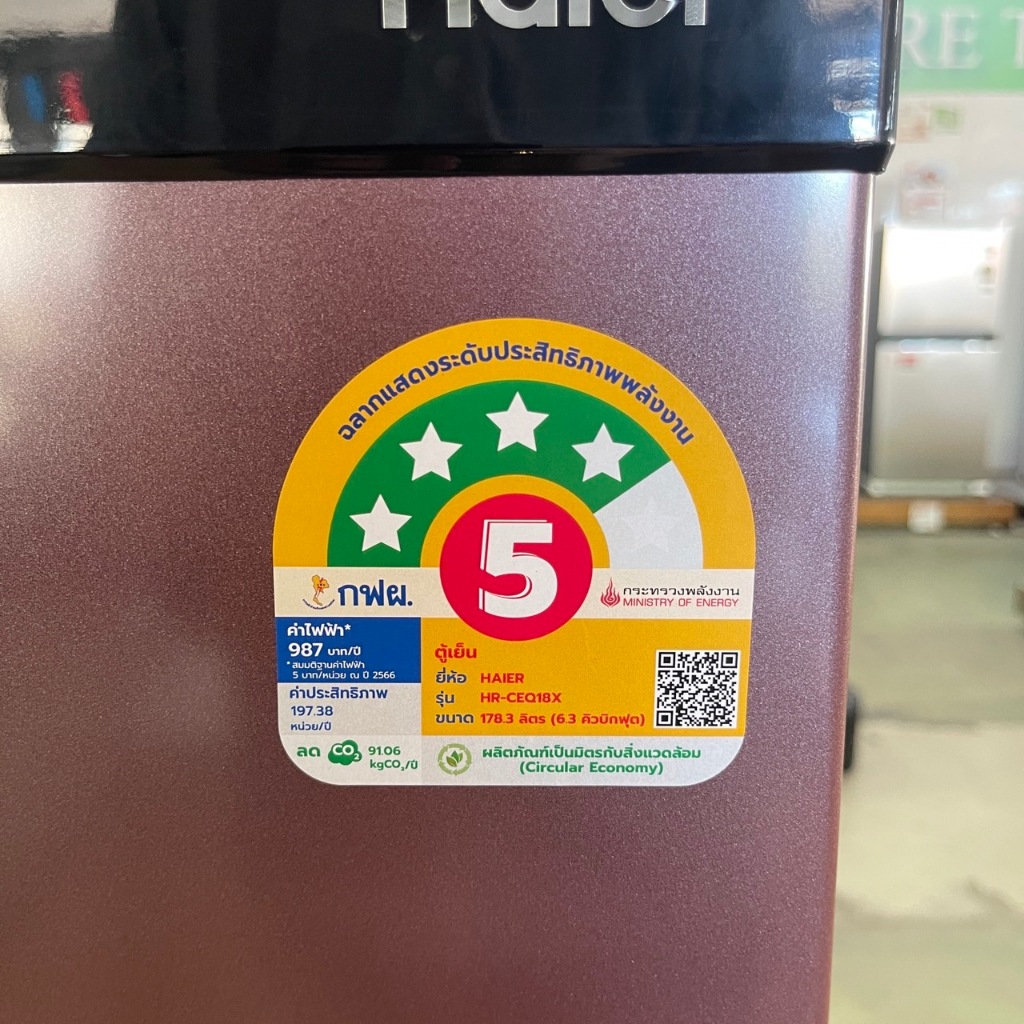 Haier
RE T
ฉลากแสดงระดับประสิทธิภาพพลังงาน
5
กฟผ.
กระทรวงพลังงาน
MINISTRY OF ENERGY
ค่าไฟฟ้า*
987 บาท/ปี
* สมมติฐานค่าไฟฟ้า
5 บาท/หน่วย ณ ปี 2566
ค่าประสิทธิภาพ
197.38
หน่วย/ปี
ตู้เย็น
ยี่ห้อ HAIER
รุ่น HR-CEQ18X
ขนาด 178.3 ลิตร (6.3 คิวบิกฟุต)
ลด CO₂ 91.06
kgCO₂/ปี
ผลิตภัณฑ์เป็นมิตรกับสิ่งแวดล้อม
(Circular Economy)